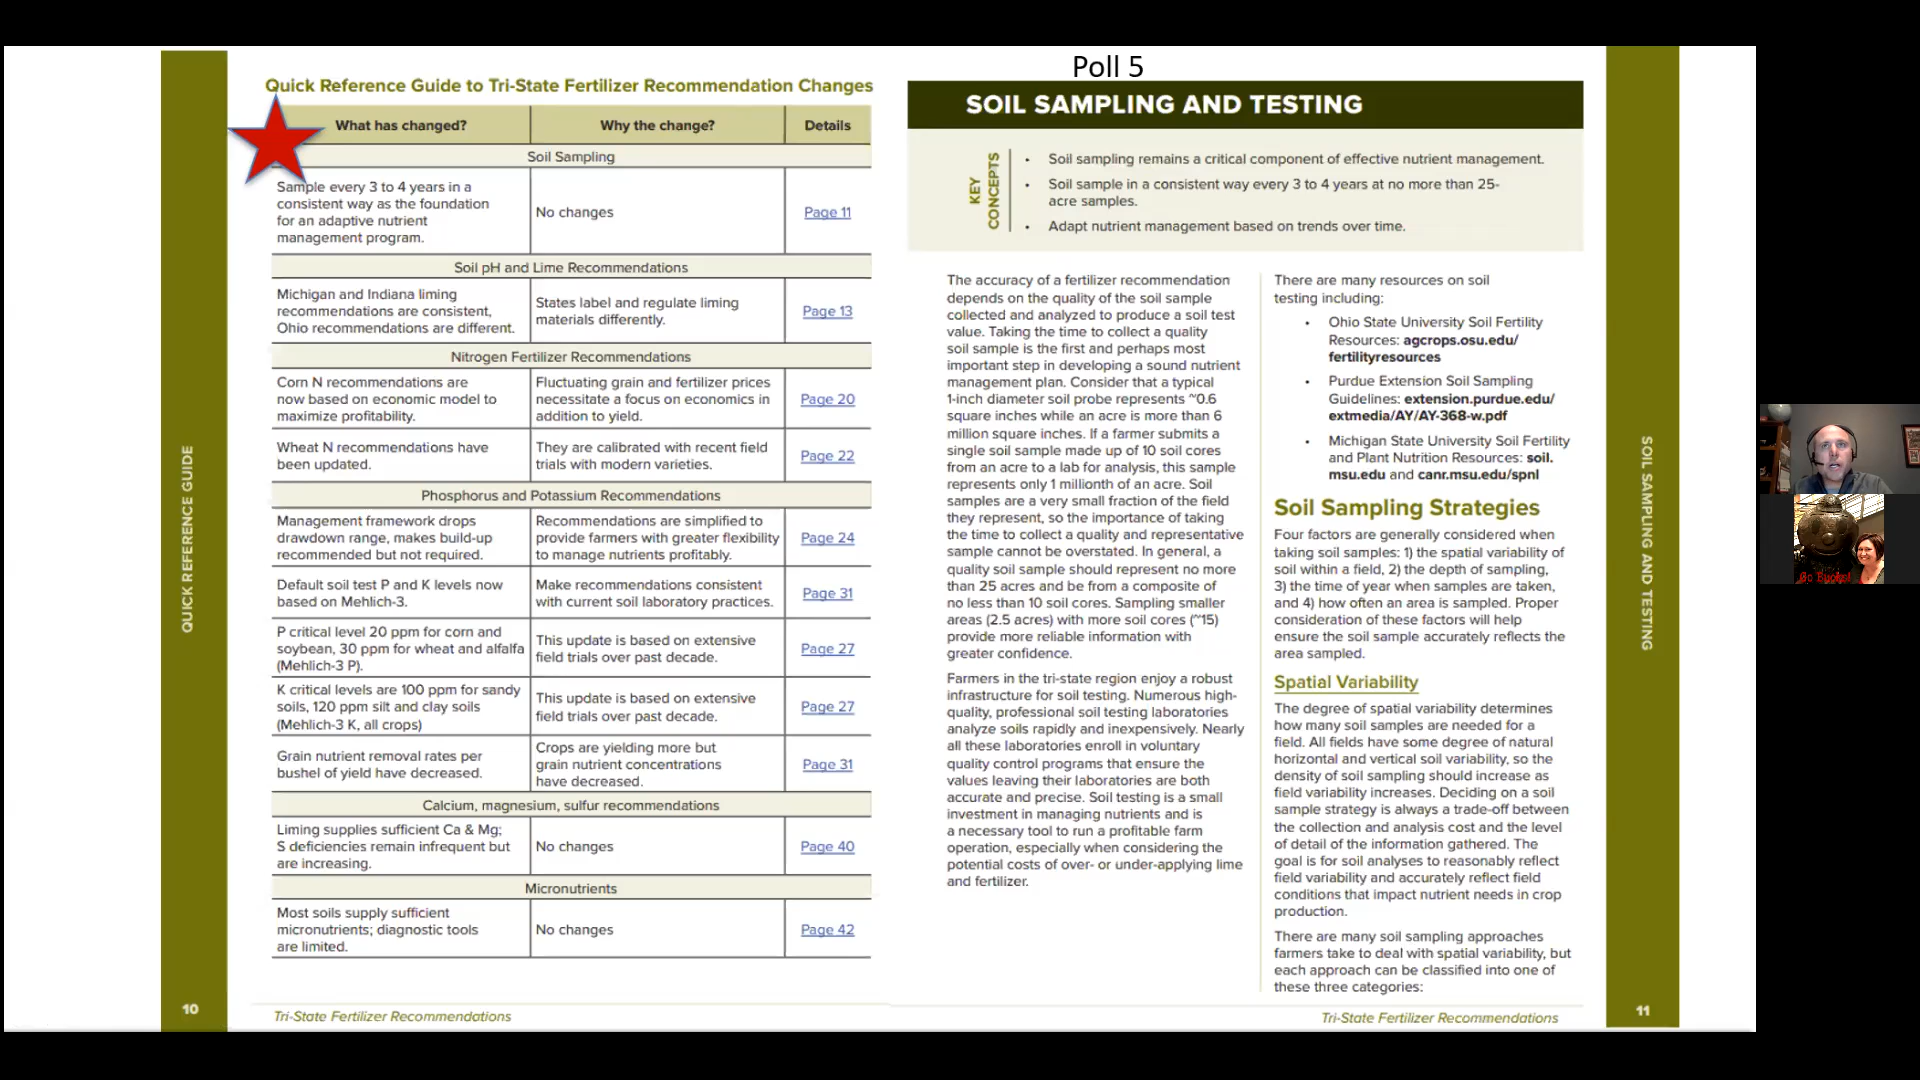 Poll 5
Quick Reference Guide to Tri-State Fertilizer Recommendation Changes
What has changed?
Why the change?
Details
Soil Sampling
Sample every 3 to 4 years in a
consistent way as the foundation
for an adaptive nutrient
management program.
No changes
Page 11
Soil pH and Lime Recommendations
Michigan and Indiana liming
recommendations are consistent,
Ohio recommendations are different.
States label and regulate liming
materials differently.
Page 13
Nitrogen Fertilizer Recommendations
Corn N recommendations are
now based on economic model to
maximize profitability.
Fluctuating grain and fertilizer prices
necessitate a focus on economics in
addition to yield.
Page 20
Wheat N recommendations have
been updated.
They are calibrated with recent field
trials with modern varieties.
Page 22
Phosphorus and Potassium Recommendations
Management framework drops
drawdown range, makes build-up
recommended but not required.
Recommendations are simplified to
provide farmers with greater flexibility
to manage nutrients profitably.
Page 24
Default soil test P and K levels now
based on Mehlich-3.
Make recommendations consistent
with current soil laboratory practices.
Page 31
P critical level 20 ppm for corn and
soybean, 30 ppm for wheat and alfalfa
(Mehlich-3 P).
This update is based on extensive
field trials over past decade.
Page 27
K critical levels are 100 ppm for sandy
soils, 120 ppm silt and clay soils
(Mehlich-3 K, all crops)
This update is based on extensive
field trials over past decade.
Page 27
Grain nutrient removal rates per
bushel of yield have decreased.
Crops are yielding more but
grain nutrient concentrations
have decreased.
Page 31
Calcium, magnesium, sulfur recommendations
Liming supplies sufficient Ca & Mg;
S deficiencies remain infrequent but
are increasing.
No changes
Page 40
Micronutrients
Most soils supply sufficient
micronutrients; diagnostic tools
are limited.
No changes
Page 42
QUICK REFERENCE GUIDE
10
Tri-State Fertilizer Recommendations
SOIL SAMPLING AND TESTING
KEY
CONCEPTS
• Soil sampling remains a critical component of effective nutrient management.
• Soil sample in a consistent way every 3 to 4 years at no more than 25-
acre samples.
• Adapt nutrient management based on trends over time.
The accuracy of a fertilizer recommendation
depends on the quality of the soil sample
collected and analyzed to produce a soil test
value. Taking the time to collect a quality
soil sample is the first and perhaps most
important step in developing a sound nutrient
management plan. Consider that a typical
1-inch diameter soil probe represents ~0.6
square inches while an acre is more than 6
million square inches. If a farmer submits a
single soil sample made up of 10 soil cores
from an acre to a lab for analysis, this sample
represents only 1 millionth of an acre. Soil
samples are a very small fraction of the field
they represent, so the importance of taking
the time to collect a quality and representative
sample cannot be overstated. In general, a
quality soil sample should represent no more
than 25 acres and be from a composite of
no less than 10 soil cores. Sampling smaller
areas (2.5 acres) with more soil cores (~15)
provide more reliable information with
greater confidence.
Farmers in the tri-state region enjoy a robust
infrastructure for soil testing. Numerous high-
quality, professional soil testing laboratories
analyze soils rapidly and inexpensively. Nearly
all these laboratories enroll in voluntary
quality control programs that ensure the
values leaving their laboratories are both
accurate and precise. Soil testing is a small
investment in managing nutrients and is
a necessary tool to run a profitable farm
operation, especially when considering the
potential costs of over- or under-applying lime
and fertilizer.
There are many resources on soil
testing including:
• Ohio State University Soil Fertility
Resources: agcrops.osu.edu/
fertilityresources
• Purdue Extension Soil Sampling
Guidelines: extension.purdue.edu/
extmedia/AY/AY-368-w.pdf
• Michigan State University Soil Fertility
and Plant Nutrition Resources: soil.
msu.edu and canr.msu.edu/spnl
Soil Sampling Strategies
Four factors are generally considered when
taking soil samples: 1) the spatial variability of
soil within a field, 2) the depth of sampling,
3) the time of year when samples are taken,
and 4) how often an area is sampled. Proper
consideration of these factors will help
ensure the soil sample accurately reflects the
area sampled.
Spatial Variability
The degree of spatial variability determines
how many soil samples are needed for a
field. All fields have some degree of natural
horizontal and vertical soil variability, so the
density of soil sampling should increase as
field variability increases. Deciding on a soil
sample strategy is always a trade-off between
the collection and analysis cost and the level
of detail of the information gathered. The
goal is for soil analyses to reasonably reflect
field variability and accurately reflect field
conditions that impact nutrient needs in crop
production.
There are many soil sampling approaches
farmers take to deal with spatial variability, but
each approach can be classified into one of
these three categories:
Tri-State Fertilizer Recommendations
SOIL SAMPLING AND TESTING
11
Go Bucks!